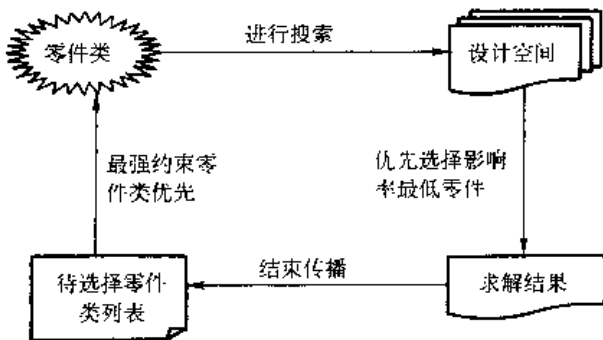 零件类
进行搜索
设计空间
最强约束零
件类优先
优先选择影响
率最低零件
待选择零件
类列表
结束传播
求解结果